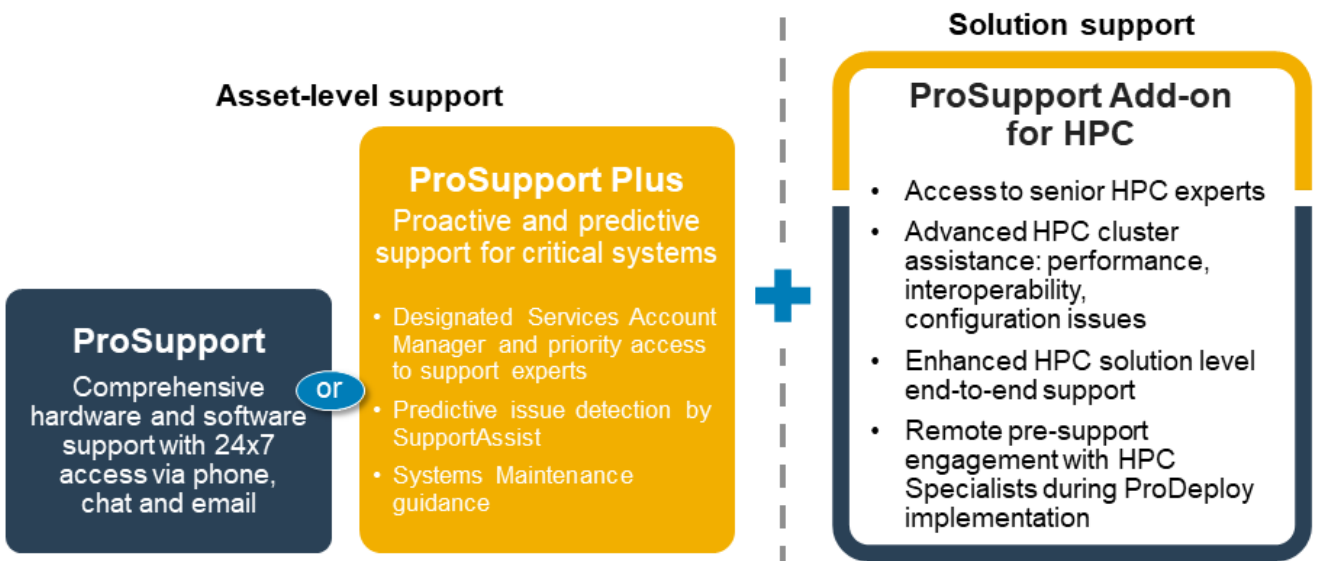 Asset-level support
ProSupport
Comprehensive
hardware and software
support with 24x7
access via phone,
chat and email
or
ProSupport Plus
Proactive and predictive
support for critical systems
• Designated Services Account
Manager and priority access
to support experts
• Predictive issue detection by
SupportAssist
• Systems Maintenance
guidance
Solution support
ProSupport Add-on
for HPC
• Access to senior HPC experts
• Advanced HPC cluster
assistance: performance,
interoperability,
configuration issues
• Enhanced HPC solution level
end-to-end support
• Remote pre-support
engagement with HPC
Specialists during ProDeploy
implementation